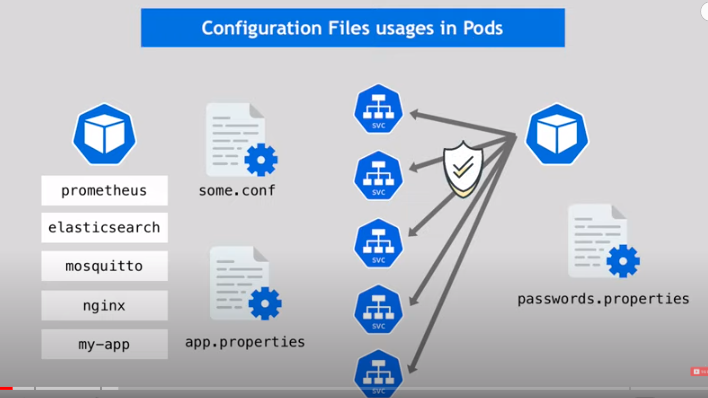 Configuration Files usages in Pods
prometheus
elasticsearch
mosquitto
nginx
my-app
some.conf
app.properties
SVC
SVC
SVC
SVC
SVC
passwords.properties